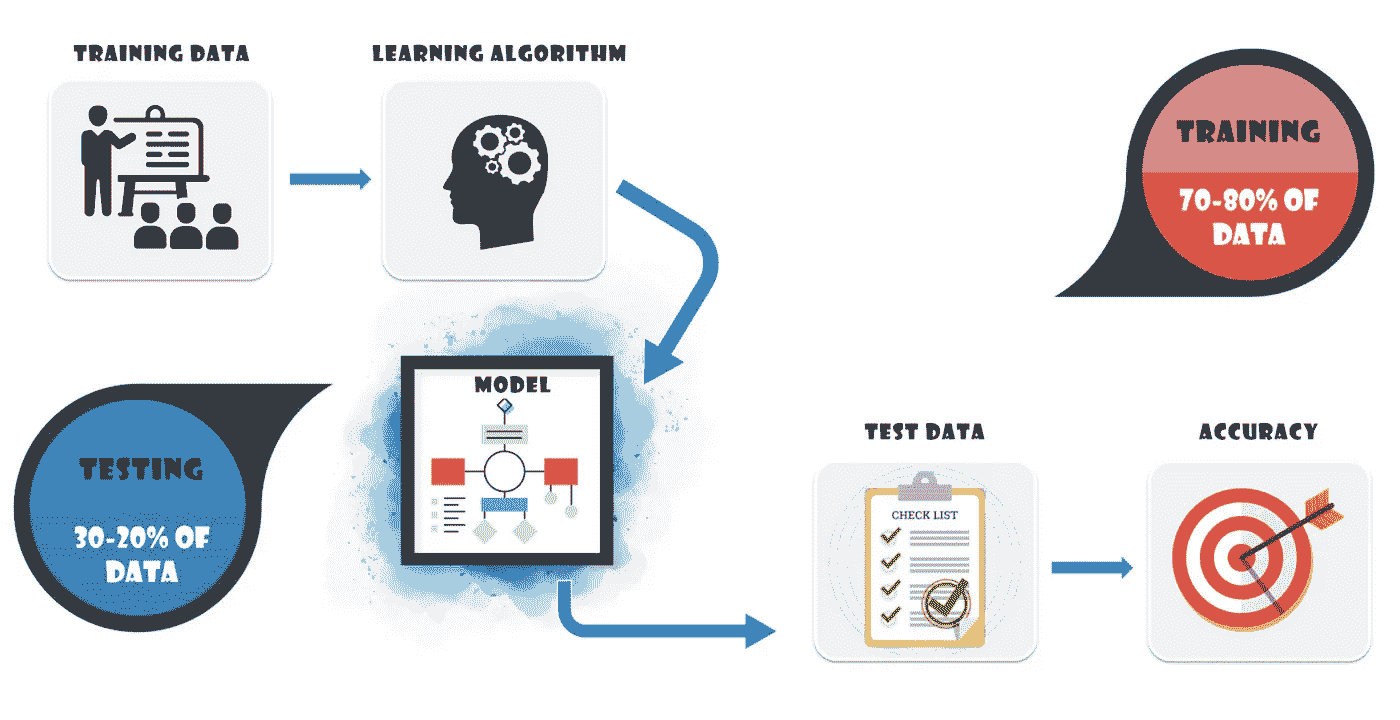 TRAINING DATA
LEARNING ALGORITHM
TRAINING
70-80% OF
DATA
MODEL
TESTING
30-20% OF
DATA
TEST DATA
ACCURACY
CHECK LIST